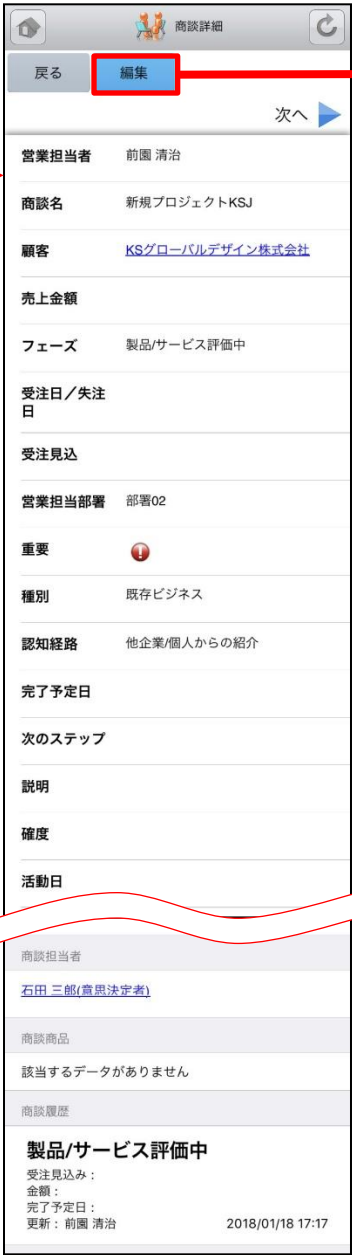 商談詳細
戻る 編集
次へ
営業担当者 前園 清治
商談名 新規プロジェクトKSJ
顧客 KSグローバルデザイン株式会社
売上金額
フェーズ 製品/サービス評価中
受注日／失注
日
受注見込
営業担当部署 部署02
重要
種別 既存ビジネス
認知経路 他企業/個人からの紹介
完了予定日
次のステップ
説明
確度
活動日
商談担当者
石田 三郎(意思決定者)
商談商品
該当するデータがありません
商談履歴
製品/サービス評価中
受注見込み：
金額：
完了予定日：
更新：前園 清治 2018/01/18 17:17